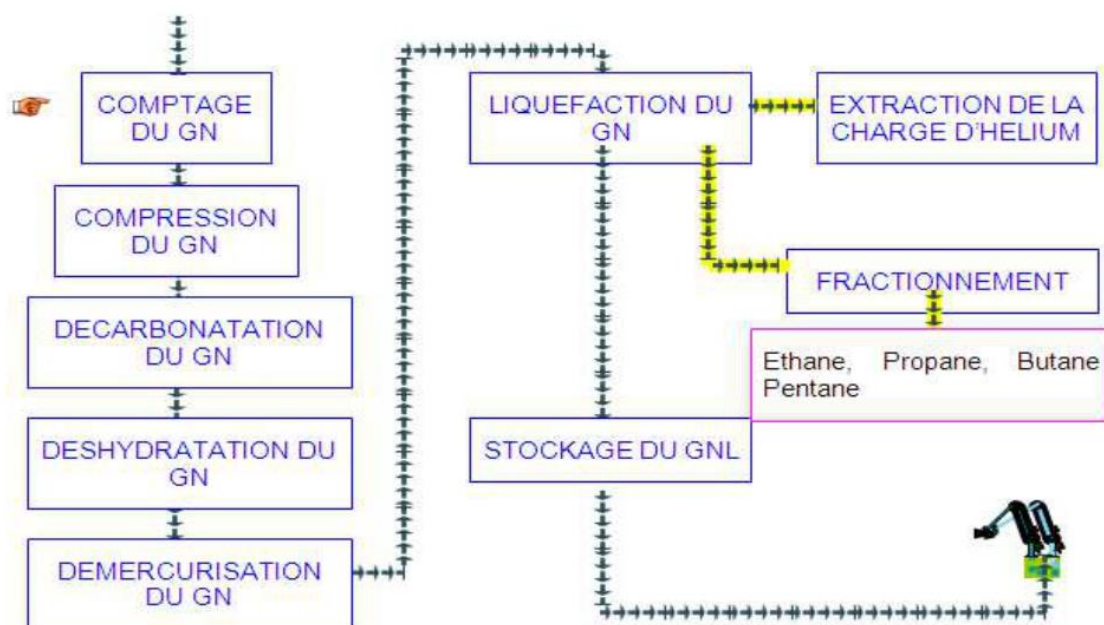 COMPTAGE
DU GN
COMPRESSION
DU GN
DECARBONATATION
DU GN
DESHYDRATATION DU
GN
DEMERCURISATION
DU GN
LIQUEFACTION DU
GN
EXTRACTION DE LA
CHARGE D'HELIUM
FRACTIONNEMENT
Ethane, Propane, Butane
Pentane
STOCKAGE DU GNL